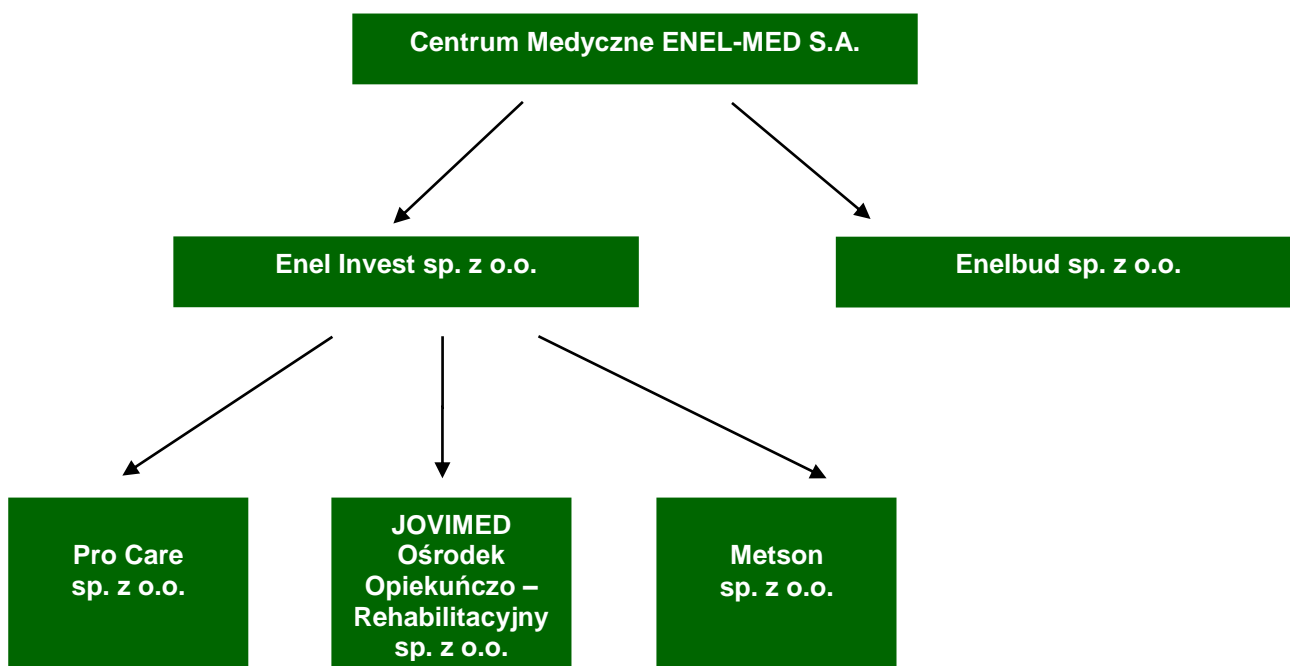 Centrum Medyczne ENEL-MED S.A.
Enel Invest sp. z o.o.
Enelbud sp. z o.o.
Pro Care
sp. z o.o.
JOVIMED
Ośrodek
Opiekuńczo –
Rehabilitacyjny
sp. z o.o.
Metson
sp. z o.o.